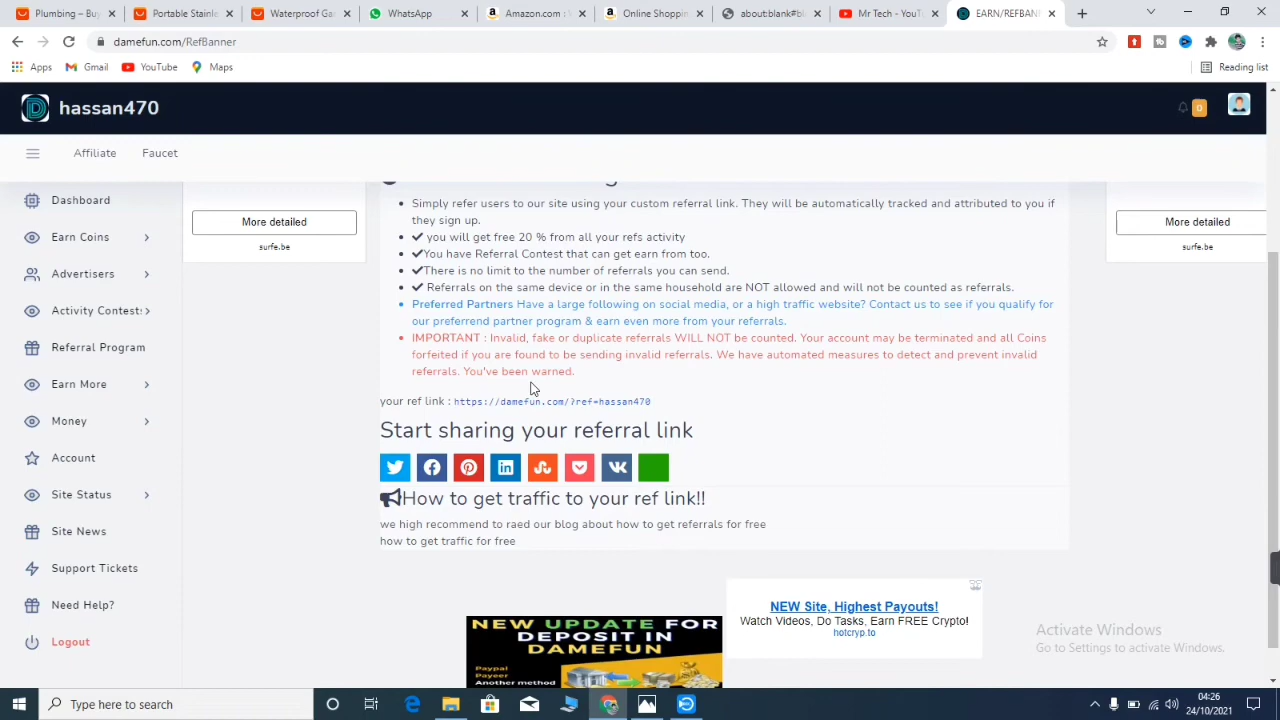 Plumbing – Buy
Portable Stainle
Waterproof Gar
WhatsApp
Amazon.com : V
Online Shoppin
about:blank#blo
Mr Tech - YouT
EARN/REFBANN
damefun.com/RefBanner
Apps
Gmail
YouTube
Maps
Reading list
hassan470
D
Affiliate
Faucet
Dashboard
Earn Coins
Advertisers
Activity Contests
Referral Program
Earn More
Money
Account
Site Status
Site News
Support Tickets
Need Help?
Logout
More detailed
surfe.be
Simply refer users to our site using your custom referral link. They will be automatically tracked and attributed to you if
they sign up.
✔ you will get free 20 % from all your refs activity
✔You have Referral Contest that can get earn from too.
✔There is no limit to the number of referrals you can send.
✔ Referrals on the same device or in the same household are NOT allowed and will not be counted as referrals.
Preferred Partners Have a large following on social media, or a high traffic website? Contact us to see if you qualify for
our preferrend partner program & earn even more from your referrals.
IMPORTANT : Invalid, fake or duplicate referrals WILL NOT be counted. Your account may be terminated and all Coins
forfeited if you are found to be sending invalid referrals. We have automated measures to detect and prevent invalid
referrals. You've been warned.
your ref link : https://damefun.com/?ref=hassan470
Start sharing your referral link
How to get traffic to your ref link!!
we high recommend to raed our blog about how to get referrals for free
how to get traffic for free
More detailed
surfe.be
NEW UPDATE FOR
DEPOSIT IN
DAMEFUN
Paypal
Payeer
Another method
NEW Site, Highest Payouts!
Watch Videos, Do Tasks, Earn FREE Crypto!
hotcryp.to
Activate Windows
Go to Settings to activate Windows.
Type here to search
04:26
24/10/2021